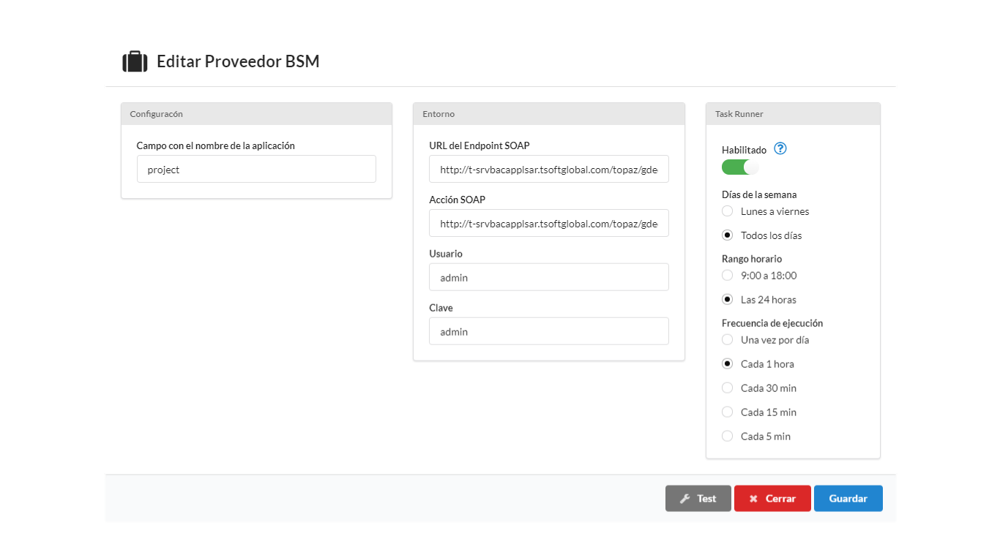 Editar Proveedor BSM
Configuracón
Campo con el nombre de la aplicación
project
Entorno
URL del Endpoint SOAP
http://t-srvbacapplsar.tsoftglobal.com/topaz/gde
Acción SOAP
http://t-srvbacapplsar.tsoftglobal.com/topaz/gde
Usuario
admin
Clave
admin
Task Runner
Habilitado ?
Días de la semana
Lunes a viernes
Todos los días
Rango horario
9:00 a 18:00
Las 24 horas
Frecuencia de ejecución
Una vez por día
Cada 1 hora
Cada 30 min
Cada 15 min
Cada 5 min
Test
Cerrar
Guardar